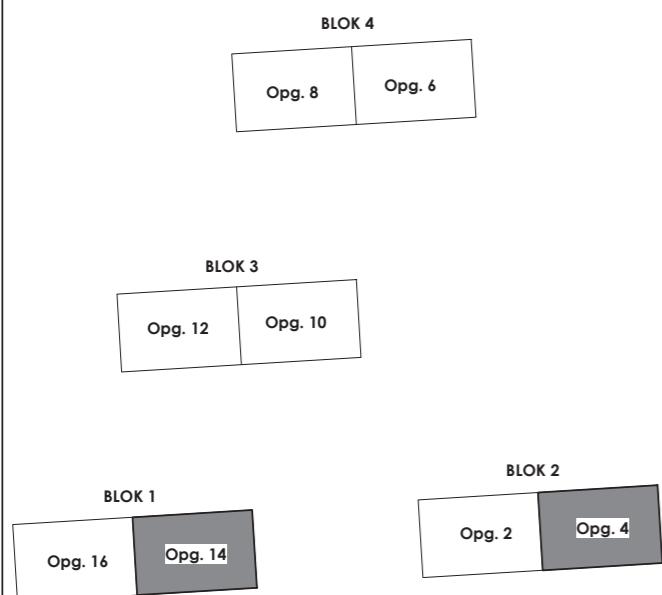 BLOK 4
Opg. 8
Opg. 6
BLOK 3
Opg. 12
Opg. 10
BLOK 2
Opg. 2
Opg. 4
BLOK 1
Opg. 16
Opg. 14